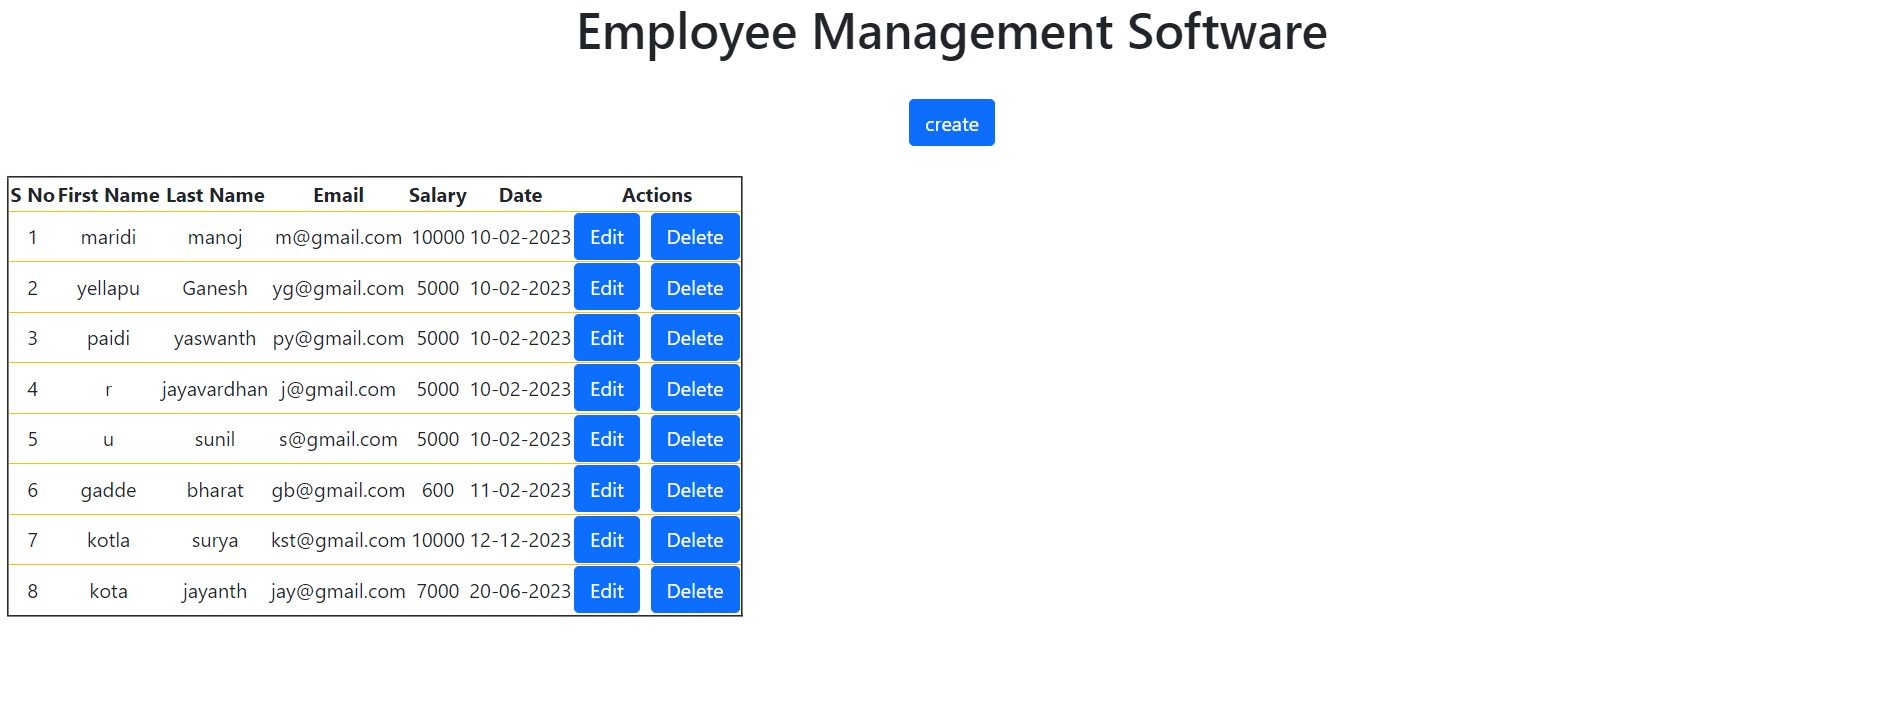 Employee Management Software
create
S No First Name Last Name Email Salary Date Actions
1 maridi manoj m@gmail.com 10000 10-02-2023 Edit Delete
2 yellapu Ganesh yg@gmail.com 5000 10-02-2023 Edit Delete
3 paidi yaswanth py@gmail.com 5000 10-02-2023 Edit Delete
4 r jayavardhan j@gmail.com 5000 10-02-2023 Edit Delete
5 u sunil s@gmail.com 5000 10-02-2023 Edit Delete
6 gadde bharat gb@gmail.com 600 11-02-2023 Edit Delete
7 kotla surya kst@gmail.com 10000 12-12-2023 Edit Delete
8 kota jayanth jay@gmail.com 7000 20-06-2023 Edit Delete